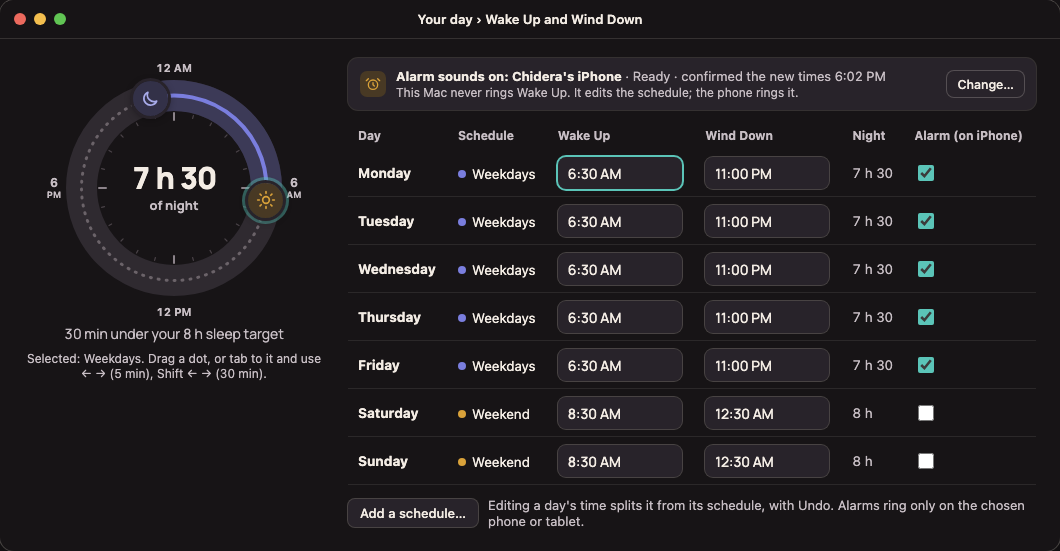 Your day › Wake Up and Wind Down
12 AM
6 PM
7 h 30
of night
6 AM
12 PM
30 min under your 8 h sleep target
Selected: Weekdays. Drag a dot, or tab to it and use
← → (5 min), Shift ← → (30 min).
Alarm sounds on: Chidera's iPhone · Ready · confirmed the new times 6:02 PM
This Mac never rings Wake Up. It edits the schedule; the phone rings it.
Change...
Day Schedule Wake Up Wind Down Night Alarm (on iPhone)
Monday Weekdays 6:30 AM 11:00 PM 7 h 30
Tuesday Weekdays 6:30 AM 11:00 PM 7 h 30
Wednesday Weekdays 6:30 AM 11:00 PM 7 h 30
Thursday Weekdays 6:30 AM 11:00 PM 7 h 30
Friday Weekdays 6:30 AM 11:00 PM 7 h 30
Saturday Weekend 8:30 AM 12:30 AM 8 h
Sunday Weekend 8:30 AM 12:30 AM 8 h
Add a schedule...
Editing a day's time splits it from its schedule, with Undo. Alarms ring only on the chosen
phone or tablet.